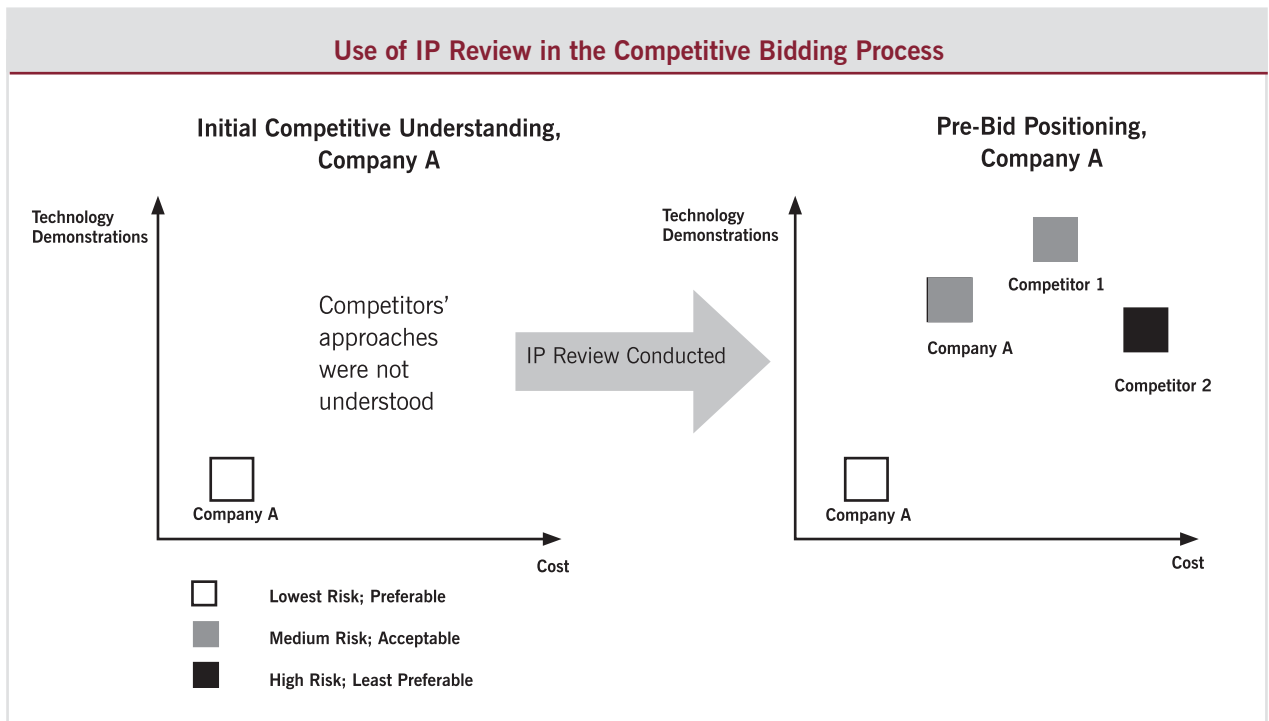 Use of IP Review in the Competitive Bidding Process
Initial Competitive Understanding,
Company A
Technology
Demonstrations
Competitors’
approaches
were not
understood
Company A
Cost
IP Review Conducted
Pre-Bid Positioning,
Company A
Technology
Demonstrations
Competitor 1
Company A
Competitor 2
Company A
Cost
Lowest Risk; Preferable
Medium Risk; Acceptable
High Risk; Least Preferable